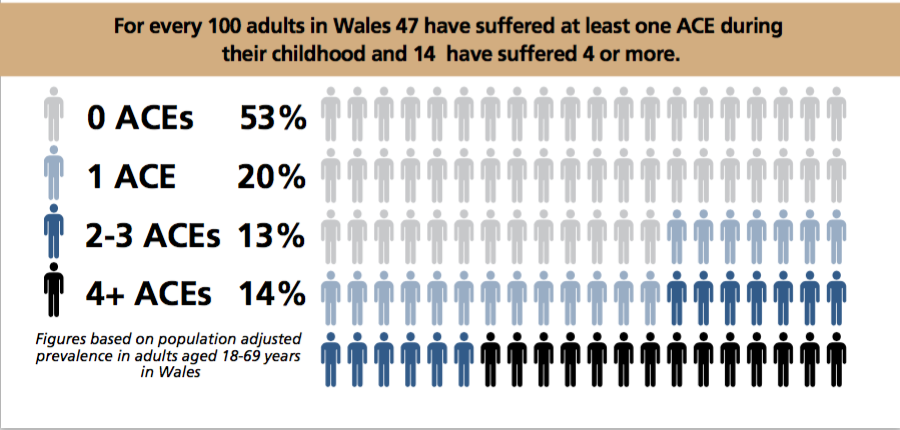 For every 100 adults in Wales 47 have suffered at least one ACE during
their childhood and 14 have suffered 4 or more.
0 ACEs 53%
1 ACE 20%
2-3 ACEs 13%
4+ ACEs 14%
Figures based on population adjusted
prevalence in adults aged 18-69 years
in Wales